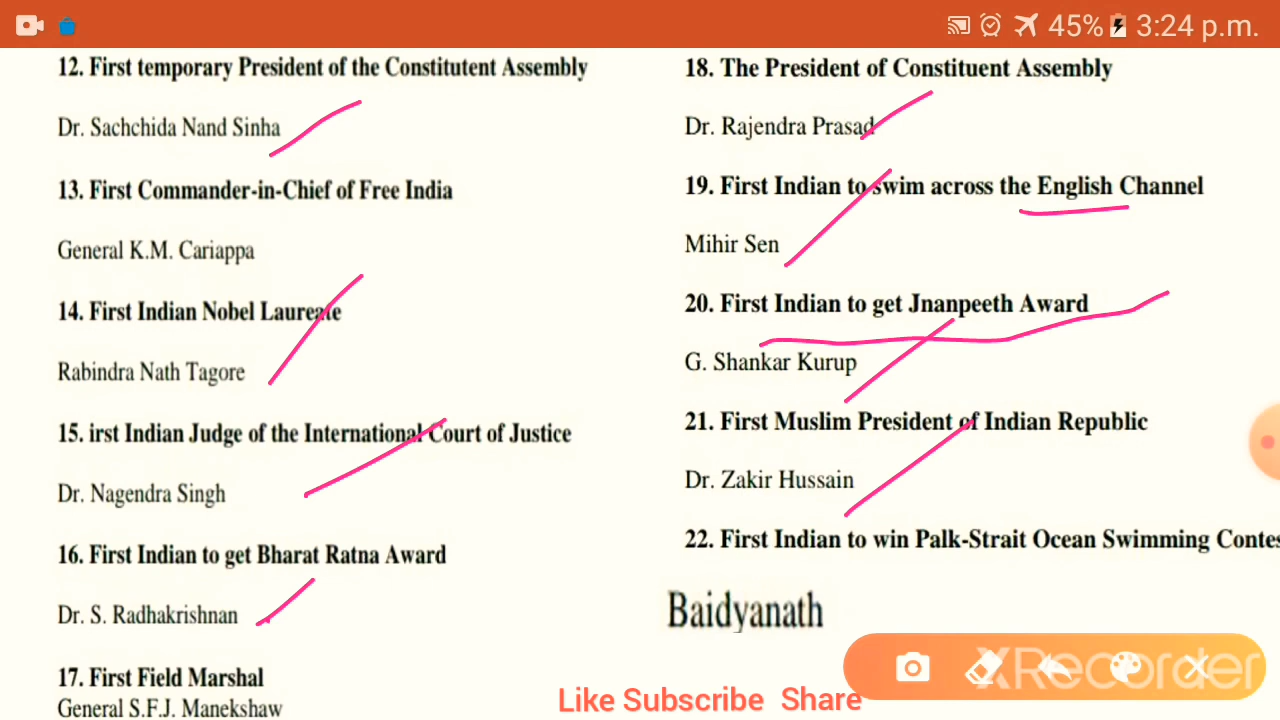 45% 3:24 p.m.
12. First temporary President of the Constitutent Assembly
Dr. Sachchida Nand Sinha
13. First Commander-in-Chief of Free India
General K.M. Cariappa
14. First Indian Nobel Laureate
Rabindra Nath Tagore
15. irst Indian Judge of the International Court of Justice
Dr. Nagendra Singh
16. First Indian to get Bharat Ratna Award
Dr. S. Radhakrishnan
17. First Field Marshal
General S.F.J. Manekshaw
18. The President of Constituent Assembly
Dr. Rajendra Prasad
19. First Indian to swim across the English Channel
Mihir Sen
20. First Indian to get Jnanpeeth Award
G. Shankar Kurup
21. First Muslim President of Indian Republic
Dr. Zakir Hussain
22. First Indian to win Palk-Strait Ocean Swimming Contes
Baidyanath
Like Subscribe Share
XRecorder